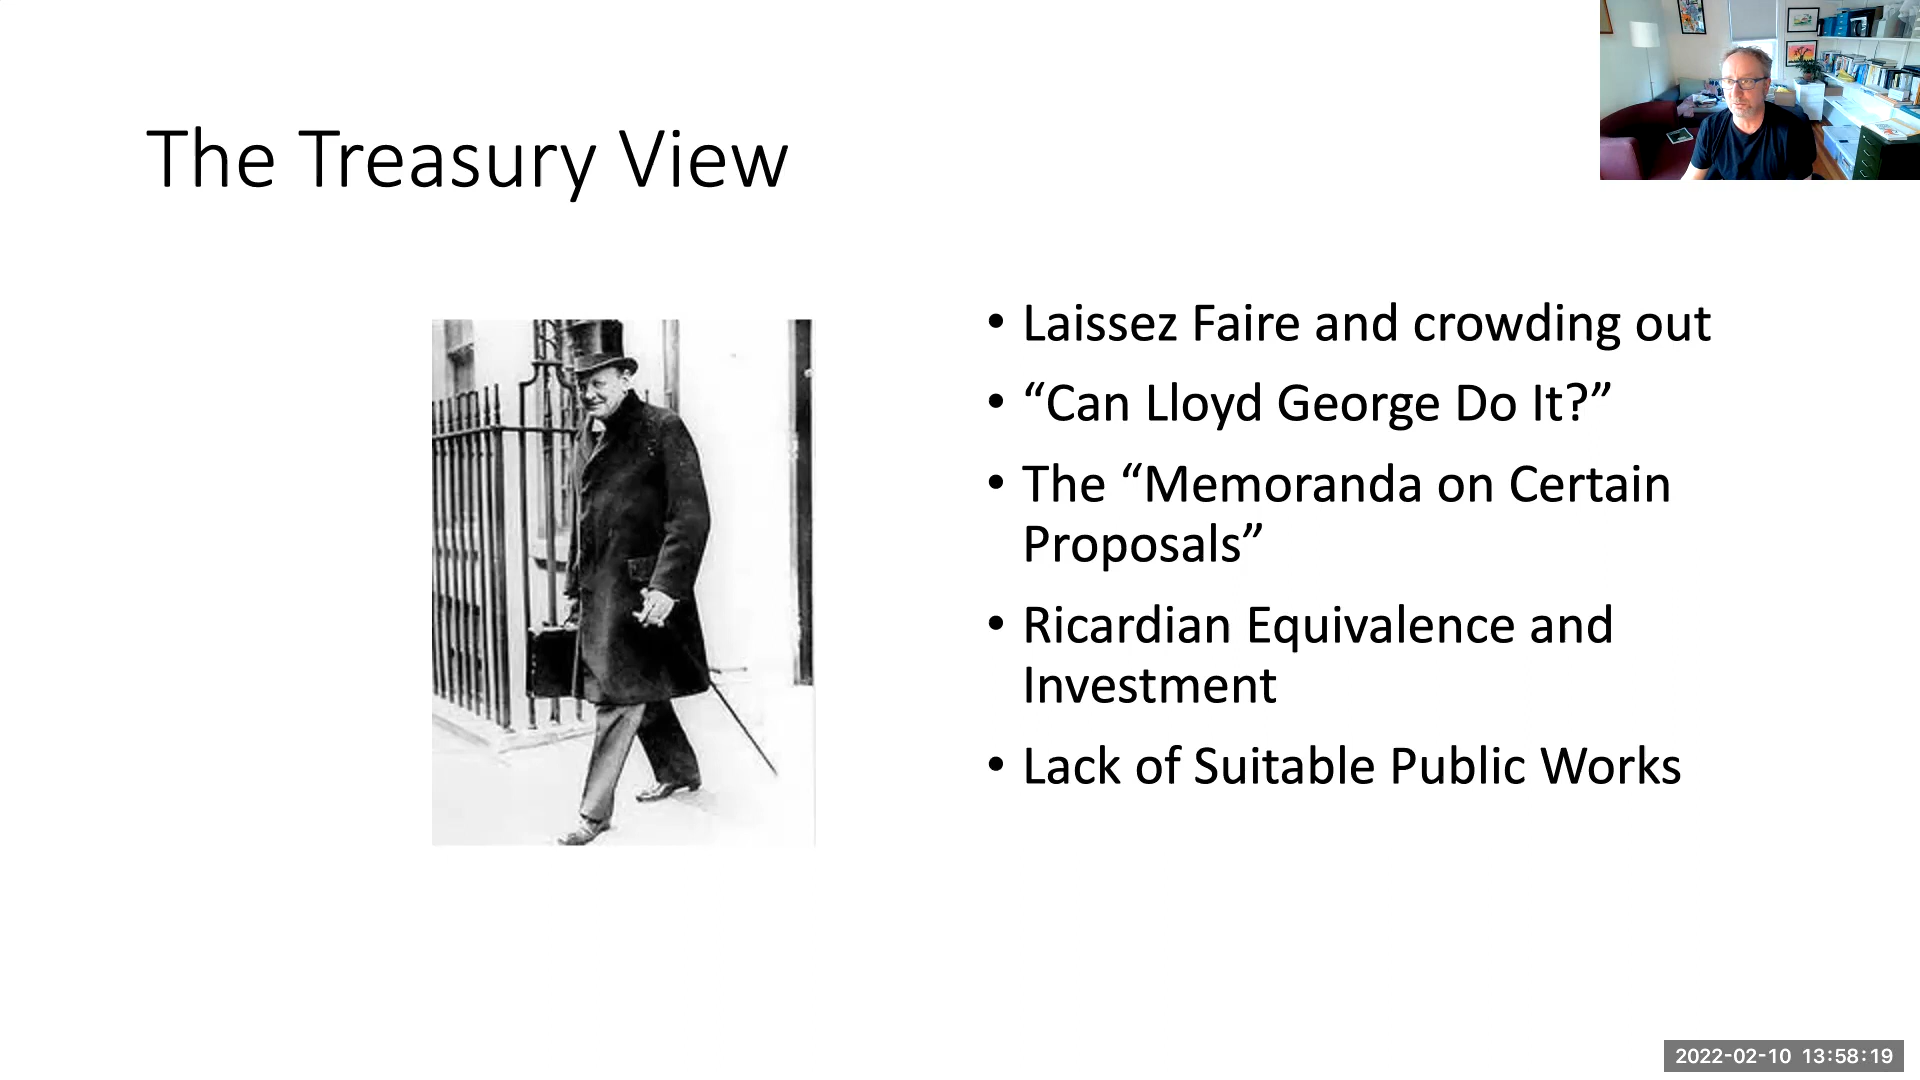 The Treasury View
• Laissez Faire and crowding out
• “Can Lloyd George Do It?”
• The “Memoranda on Certain
Proposals”
• Ricardian Equivalence and
Investment
• Lack of Suitable Public Works
2022-02-10 13:58:19